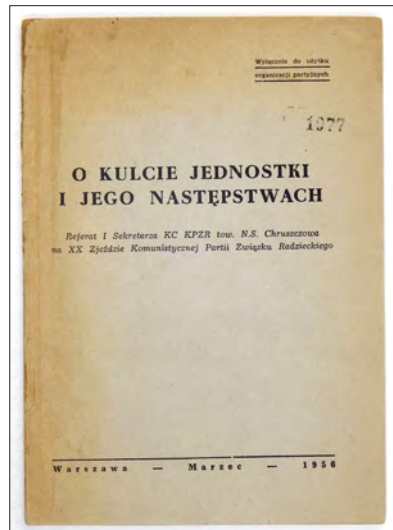 Wyłącznie do użytku
organizacji partyjnych
1977
O KULCIE JEDNOSTKI
I JEGO NASTĘPSTWACH
Referat I Sekretarza KC KPZR tow. N.S. Chruszczowa
na XX Zjeździe Komunistycznej Partii Związku Radzieckiego
Warszawa — Marzec — 1956